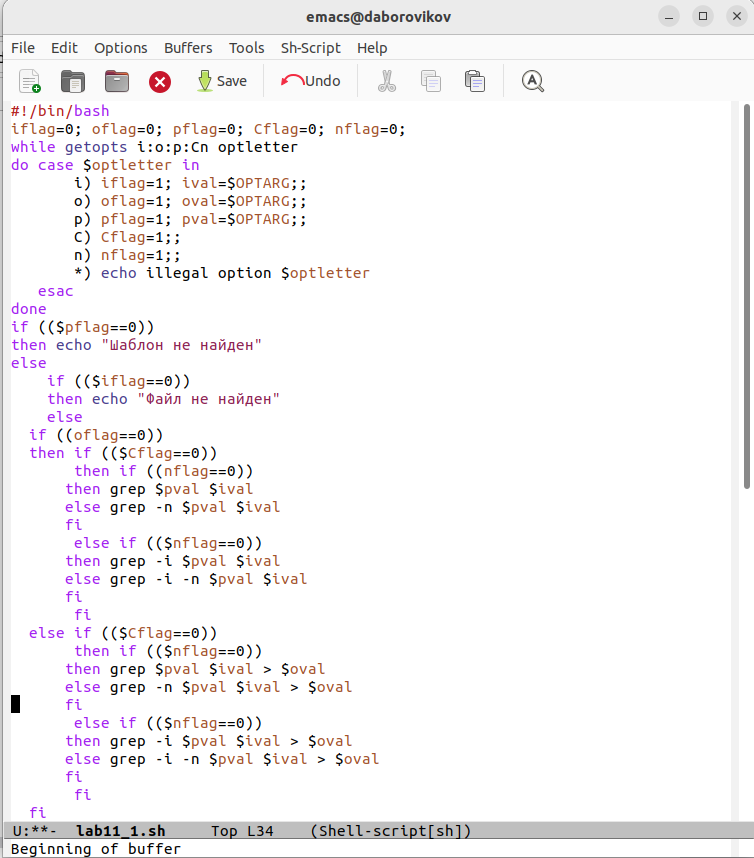 emacs@daborovikov
File Edit Options Buffers Tools Sh-Script Help
Save Undo
#!/bin/bash
iflag=0; oflag=0; pflag=0; Cflag=0; nflag=0;
while getopts i:o:p:Cn optletter
do case $optletter in
       i) iflag=1; ival=$OPTARG;;
       o) oflag=1; oval=$OPTARG;;
       p) pflag=1; pval=$OPTARG;;
       C) Cflag=1;;
       n) nflag=1;;
       *) echo illegal option $optletter
   esac
done
if (($pflag==0))
then echo "Шаблон не найден"
else
    if (($iflag==0))
    then echo "Файл не найден"
    else
  if ((oflag==0))
  then if (($Cflag==0))
       then if ((nflag==0))
      then grep $pval $ival
      else grep -n $pval $ival
      fi
       else if (($nflag==0))
      then grep -i $pval $ival
      else grep -i -n $pval $ival
      fi
       fi
  else if (($Cflag==0))
       then if (($nflag==0))
      then grep $pval $ival > $oval
      else grep -n $pval $ival > $oval
      fi
       else if (($nflag==0))
      then grep -i $pval $ival > $oval
      else grep -i -n $pval $ival > $oval
      fi
       fi
  fi
U:**-  lab11_1.sh     Top L34    (Shell-script[sh])
Beginning of buffer